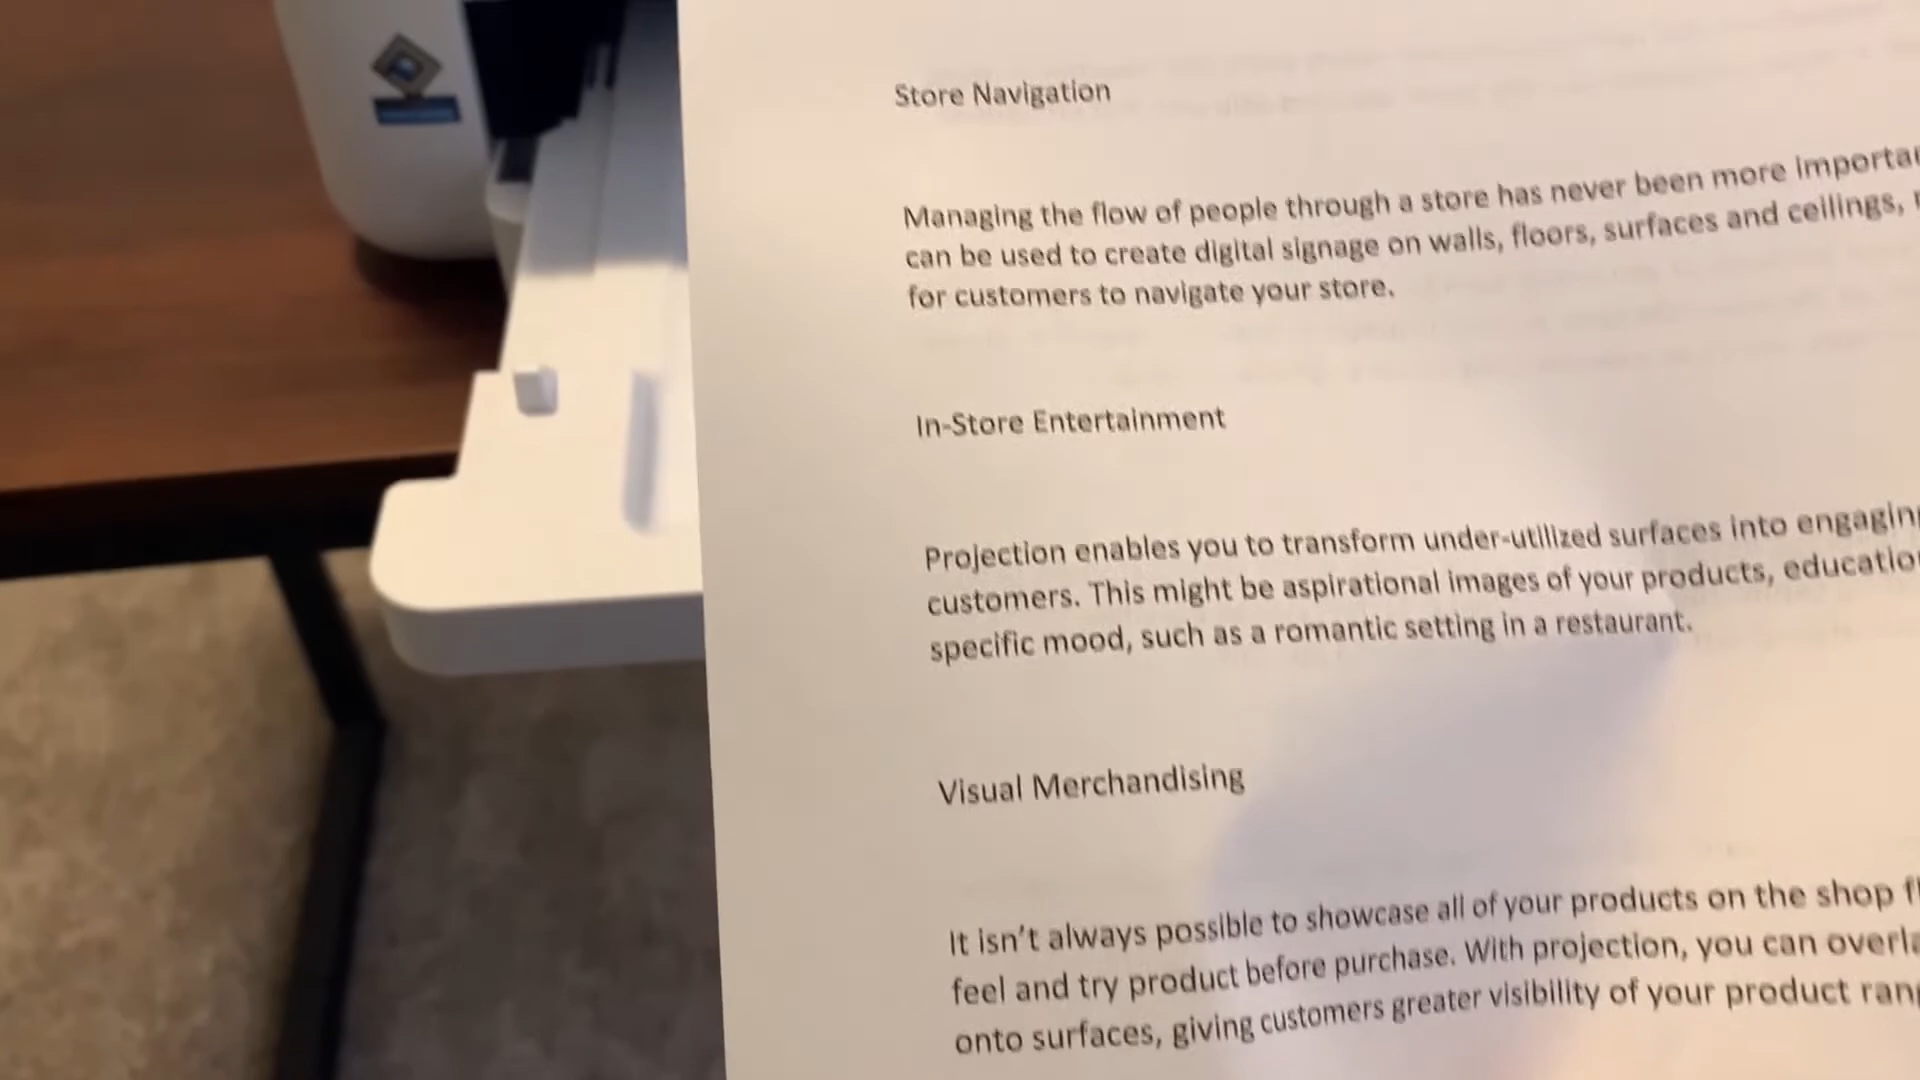 Store Navigation
Managing the flow of people through a store has never been more
can be used to create digital signage on walls, floors, surfaces and ceilings,
for customers to navigate your store.
In-Store Entertainment
Projection enables you to transform under-utilized surfaces into
customers. This might be aspirational images of your products,
specific mood, such as a romantic setting in a restaurant.
Visual Merchandising
It isn't always possible to showcase all of your products on the shop
feel and try product before purchase. With projection, you can
onto surfaces, giving customers greater visibility of your product